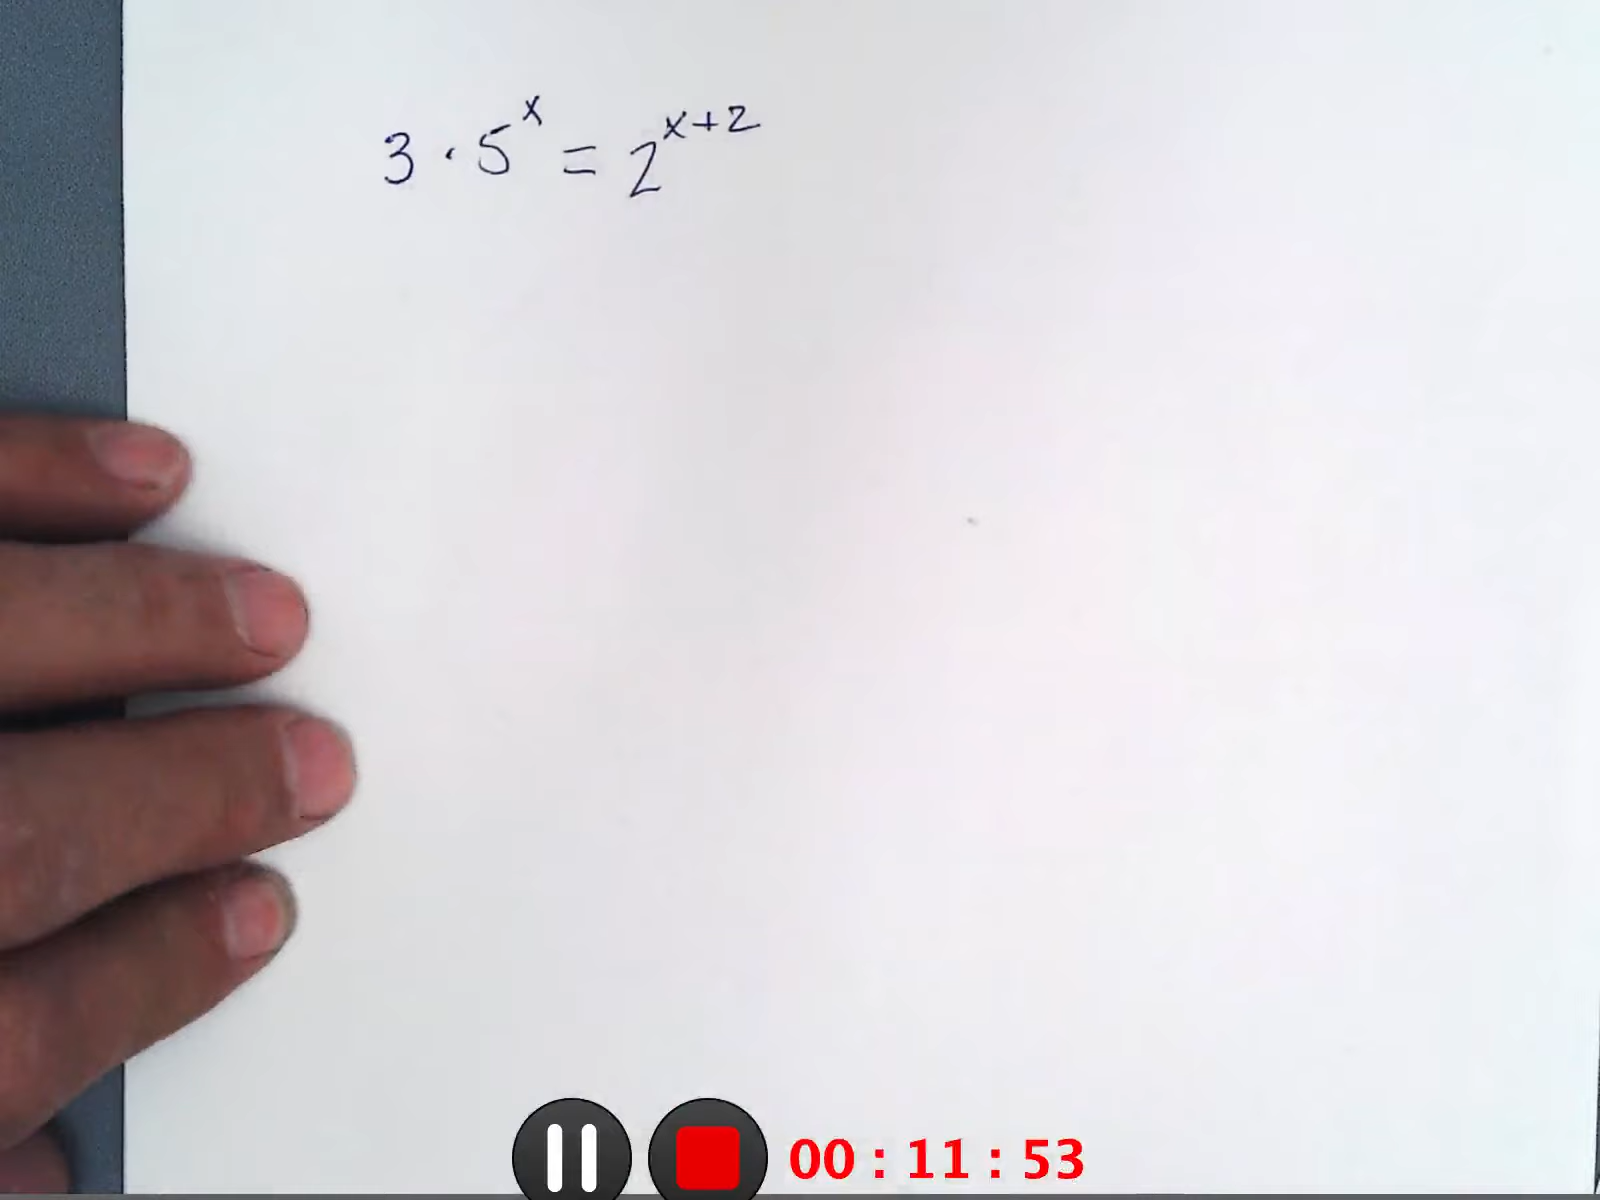 3 · 5^x = 2^{x+2}
00 : 11 : 53